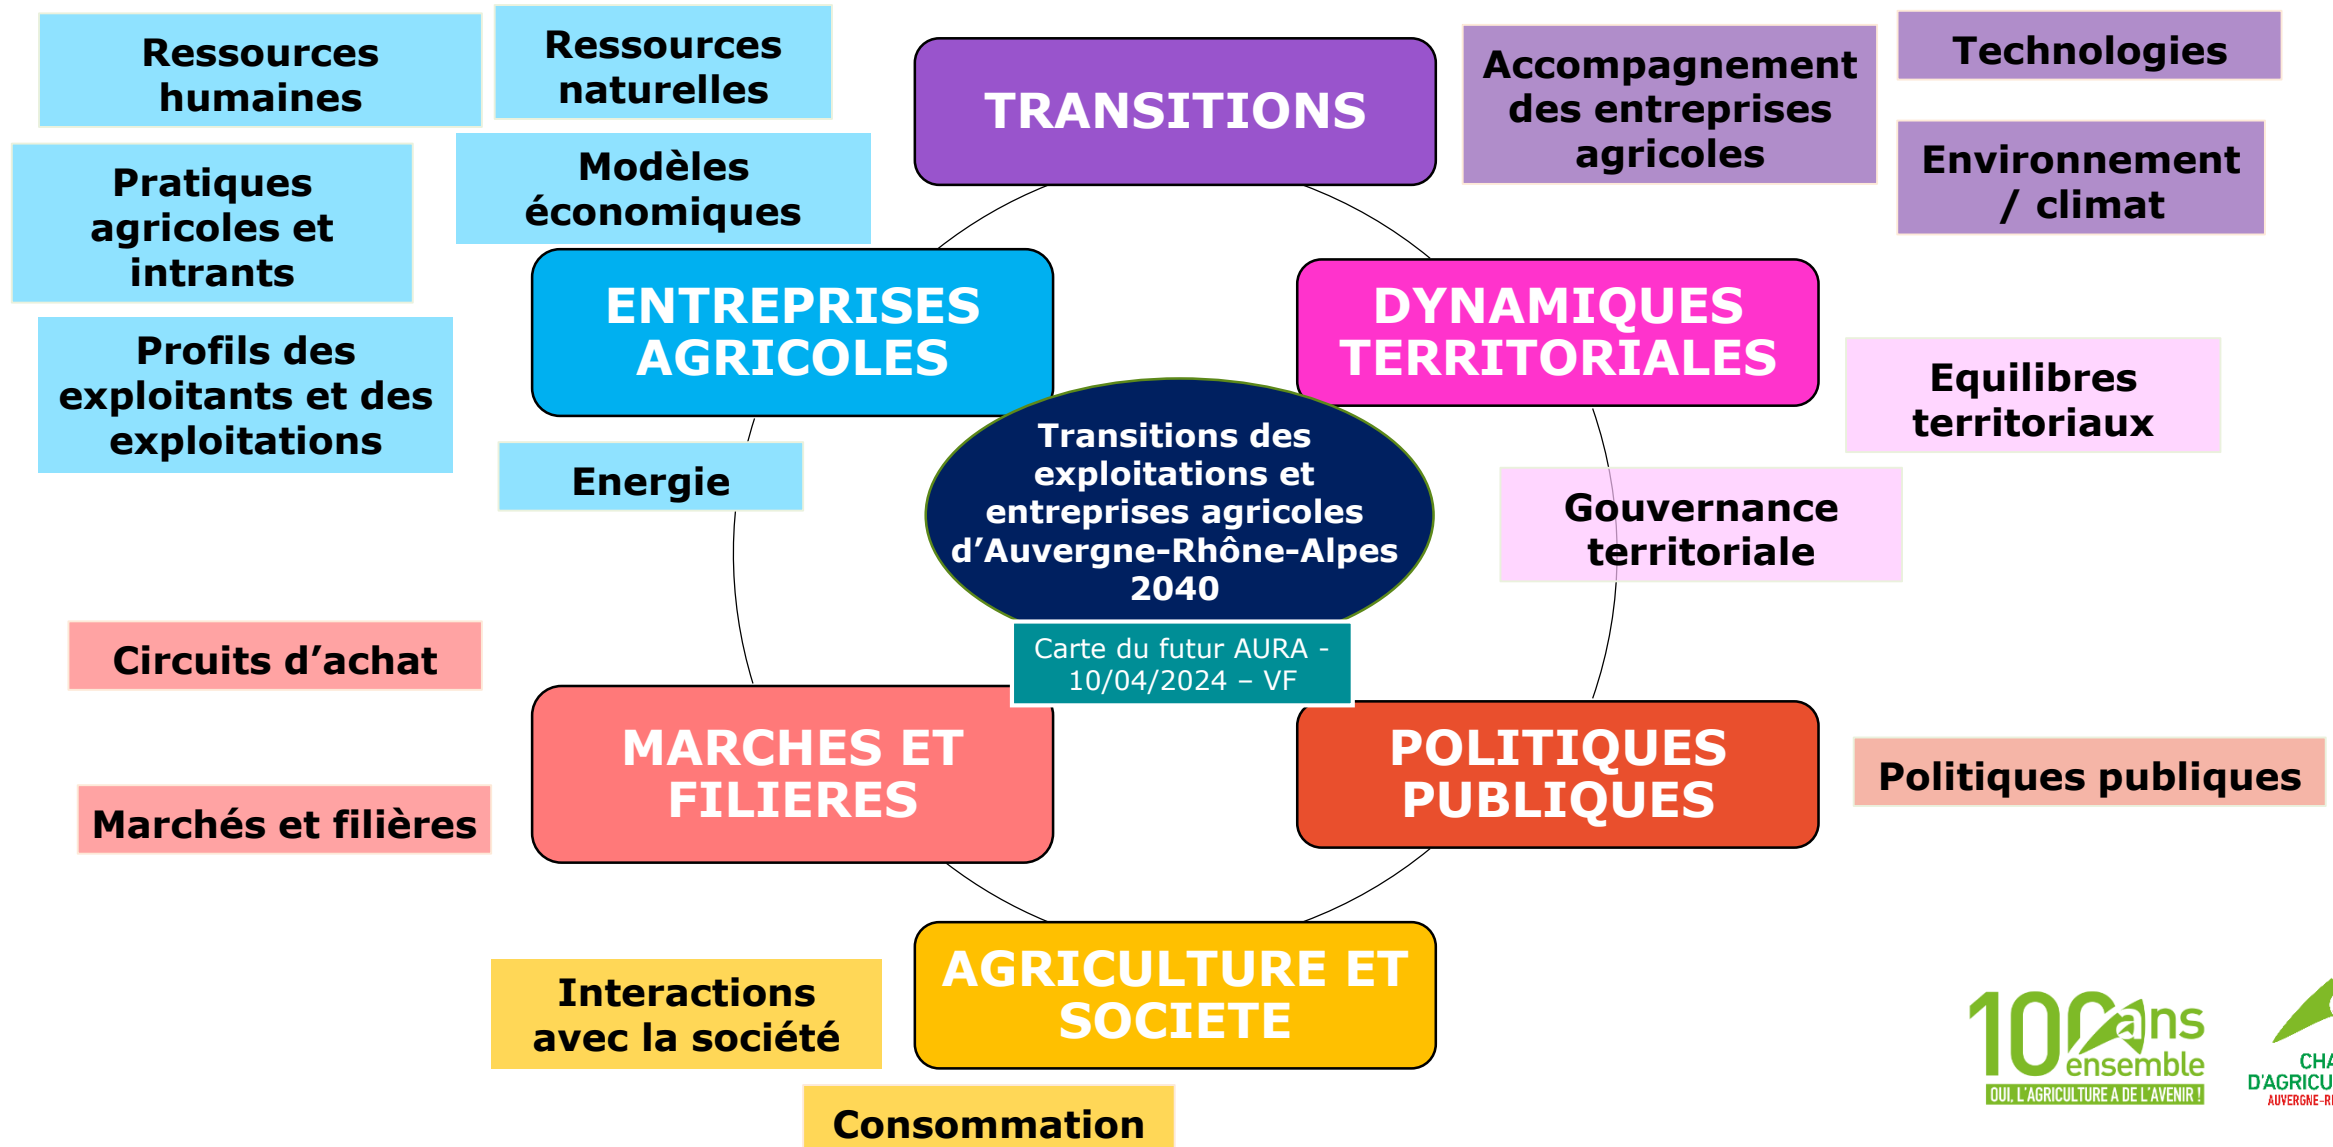 Ressources
humaines
Ressources
naturelles
TRANSITIONS
Accompagnement
des entreprises
agricoles
Technologies
Environnement
/ climat
Pratiques
agricoles et
intrants
Modèles
économiques
ENTREPRISES
AGRICOLES
DYNAMIQUES
TERRITORIALES
Profils des
exploitants et des
exploitations
Equilibres
territoriaux
Energie
Transitions des
exploitations et
entreprises agricoles
d’Auvergne-Rhône-Alpes
2040
Gouvernance
territoriale
Carte du futur AURA -
10/04/2024 – VF
Circuits d’achat
Marchés et filières
MARCHES ET
FILIERES
POLITIQUES
PUBLIQUES
Politiques publiques
AGRICULTURE ET
SOCIETE
Interactions
avec la société
Consommation
100ans
ensemble
OUI, L'AGRICULTURE A DE L'AVENIR !